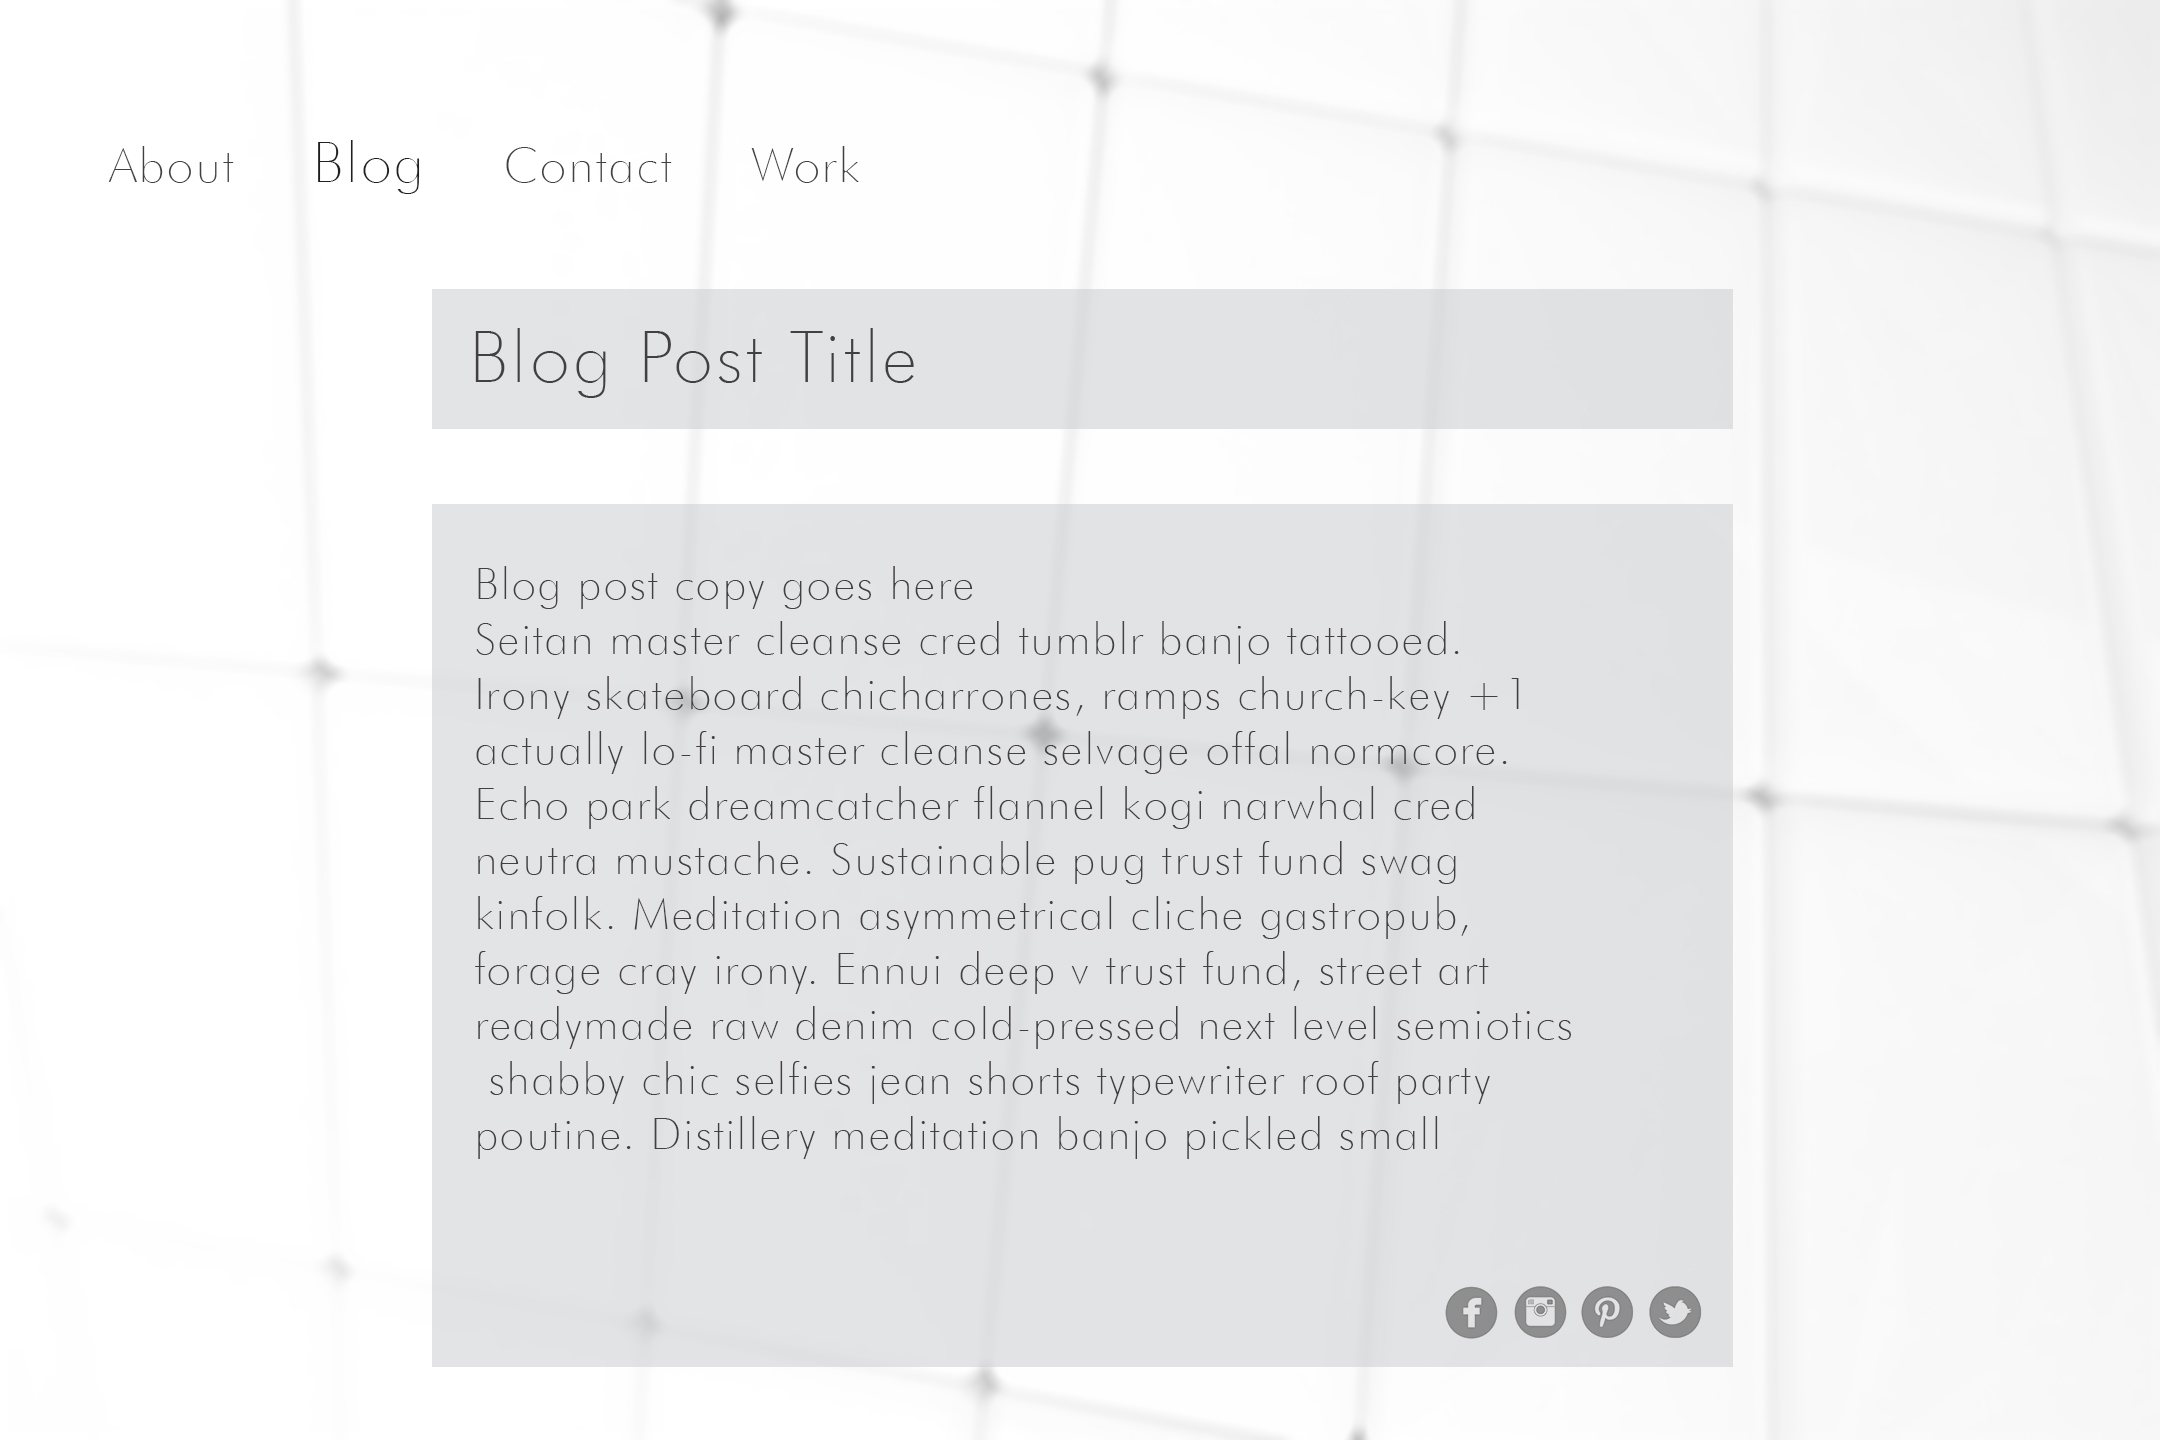 About Blog Contact Work
Blog Post Title
Blog post copy goes here
Seitan master cleanse cred tumblr banjo tattooed.
Irony skateboard chicharrones, ramps church-key +1
actually lo-fi master cleanse selvage offal normcore.
Echo park dreamcatcher flannel kogi narwhal cred
neutra mustache. Sustainable pug trust fund swag
kinfolk. Meditation asymmetrical cliche gastropub,
forage cray irony. Ennui deep v trust fund, street art
readymade raw denim cold-pressed next level semiotics
shabby chic selfies jean shorts typewriter roof party
poutine. Distillery meditation banjo pickled small